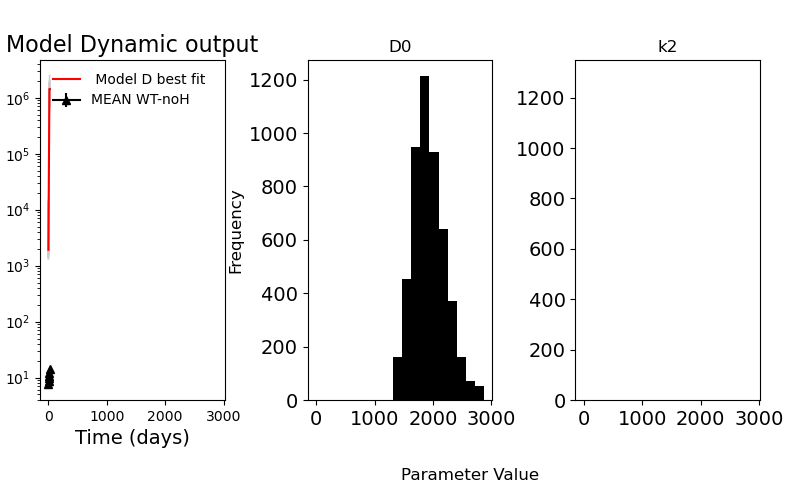 Model Dynamic output
D0
k2
Model D best fit
MEAN WT-noH
10^6
10^5
10^4
10^3
10^2
10^1
0 1000 2000 3000
Time (days)
Frequency
1200
1000
800
600
400
200
0
0 1000 2000 3000
1200
1000
800
600
400
200
0
0 1000 2000 3000
Parameter Value